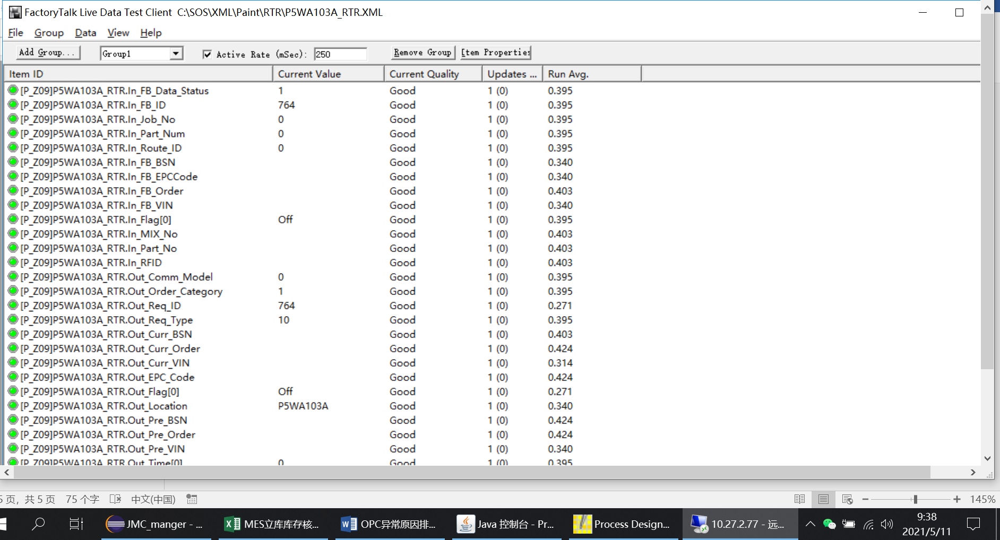 FactoryTalk Live Data Test Client  C:\SOS\XML\Paint\RTR\P5WA103A_RTR.XML
File Group Data View Help
Add Group... Group1 Active Rate (mSec): 250 Remove Group Item Properties
Item ID Current Value Current Quality Updates ... Run Avg.
[P_Z09]P5WA103A_RTR.In_FB_Data_Status 1 Good 1 (0) 0.395
[P_Z09]P5WA103A_RTR.In_FB_ID 764 Good 1 (0) 0.395
[P_Z09]P5WA103A_RTR.In_Job_No 0 Good 1 (0) 0.395
[P_Z09]P5WA103A_RTR.In_Part_Num 0 Good 1 (0) 0.395
[P_Z09]P5WA103A_RTR.In_Route_ID 0 Good 1 (0) 0.395
[P_Z09]P5WA103A_RTR.In_FB_BSN Good 1 (0) 0.340
[P_Z09]P5WA103A_RTR.In_FB_EPCCode Good 1 (0) 0.340
[P_Z09]P5WA103A_RTR.In_FB_Order Good 1 (0) 0.403
[P_Z09]P5WA103A_RTR.In_FB_VIN Good 1 (0) 0.340
[P_Z09]P5WA103A_RTR.In_Flag[0] Off Good 1 (0) 0.395
[P_Z09]P5WA103A_RTR.In_MIX_No Good 1 (0) 0.403
[P_Z09]P5WA103A_RTR.In_Part_No Good 1 (0) 0.403
[P_Z09]P5WA103A_RTR.In_RFID Good 1 (0) 0.403
[P_Z09]P5WA103A_RTR.Out_Comm_Model 0 Good 1 (0) 0.395
[P_Z09]P5WA103A_RTR.Out_Order_Category 1 Good 1 (0) 0.395
[P_Z09]P5WA103A_RTR.Out_Req_ID 764 Good 1 (0) 0.271
[P_Z09]P5WA103A_RTR.Out_Req_Type 10 Good 1 (0) 0.395
[P_Z09]P5WA103A_RTR.Out_Curr_BSN Good 1 (0) 0.403
[P_Z09]P5WA103A_RTR.Out_Curr_Order Good 1 (0) 0.424
[P_Z09]P5WA103A_RTR.Out_Curr_VIN Good 1 (0) 0.314
[P_Z09]P5WA103A_RTR.Out_EPC_Code Good 1 (0) 0.424
[P_Z09]P5WA103A_RTR.Out_Flag[0] Off Good 1 (0) 0.271
[P_Z09]P5WA103A_RTR.Out_Location P5WA103A Good 1 (0) 0.340
[P_Z09]P5WA103A_RTR.Out_Pre_BSN Good 1 (0) 0.424
[P_Z09]P5WA103A_RTR.Out_Pre_Order Good 1 (0) 0.424
[P_Z09]P5WA103A_RTR.Out_Pre_VIN Good 1 (0) 0.340
[P_Z09]P5WA103A_RTR.Out_Time[0] 0 Good 1 (0) 0.395
5 页，共 5 页 75 个字 中文(中国) 145%
JMC_manger - ... MES立库库存核... OPC异常原因排... Java 控制台 - Pr... Process Design... 10.27.2.77 - 远... 9:38
2021/5/11